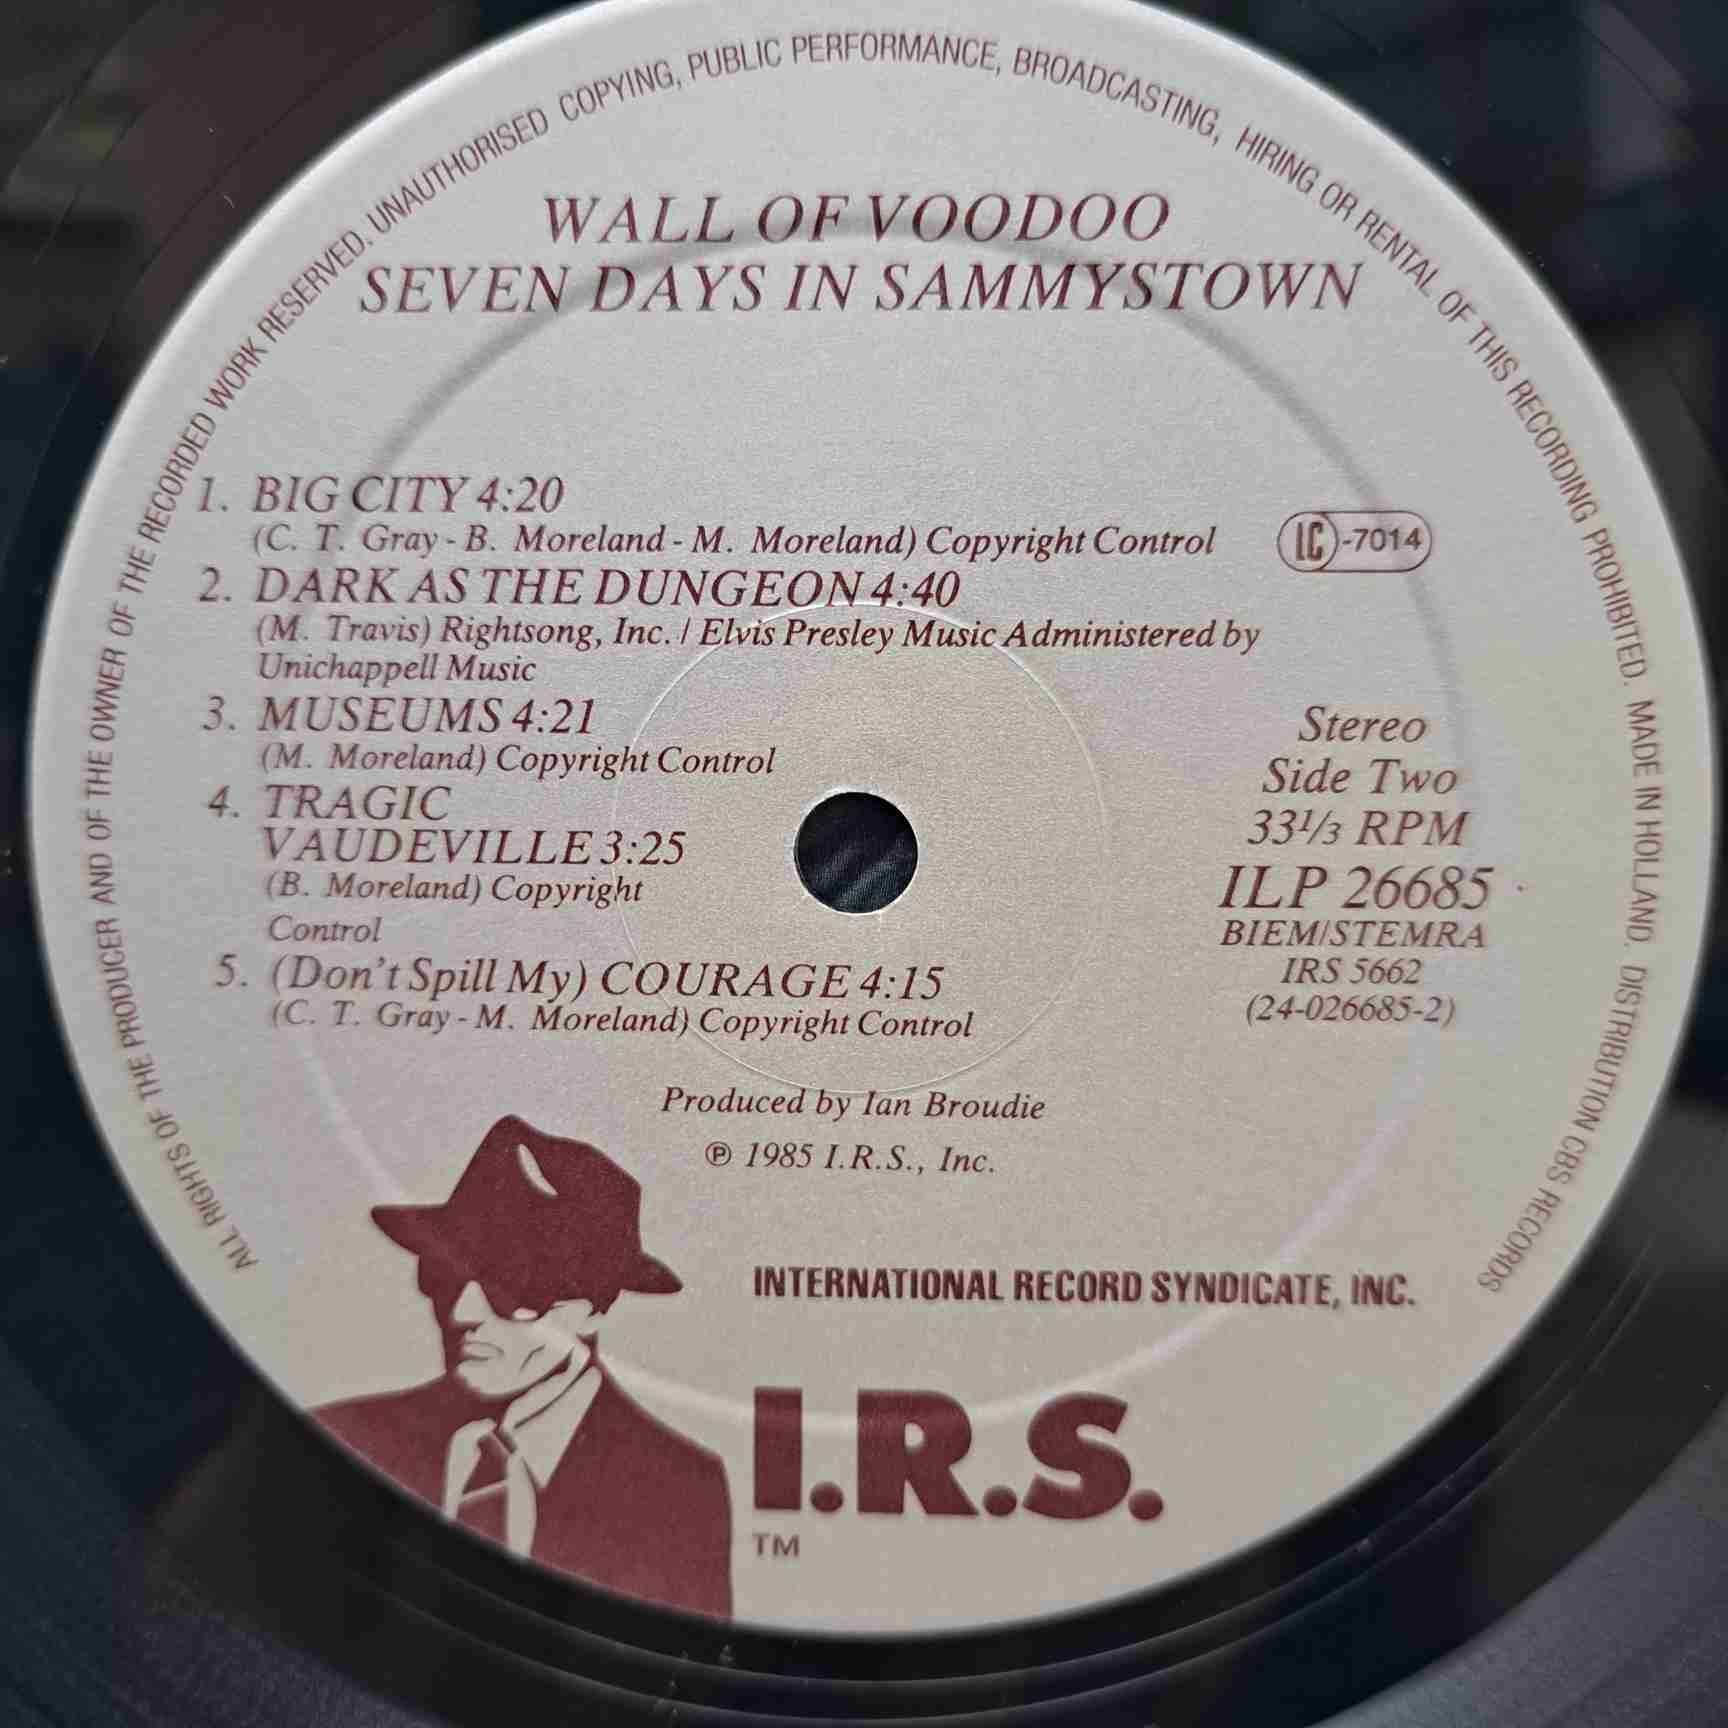 ALL RIGHTS OF THE PRODUCER AND OF THE OWNER OF THE RECORDED WORK RESERVED. UNAUTHORISED COPYING, PUBLIC PERFORMANCE, BROADCASTING, HIRING OR RENTAL OF THIS RECORDING PROHIBITED. MADE IN HOLLAND. DISTRIBUTION CBS RECORDS
WALL OF VOODOO
SEVEN DAYS IN SAMMYSTOWN
1. BIG CITY 4:20
(C. T. Gray - B. Moreland - M. Moreland) Copyright Control
2. DARK AS THE DUNGEON 4:40
(M. Travis) Rightsong, Inc. / Elvis Presley Music Administered by
Unichappell Music
3. MUSEUMS 4:21
(M. Moreland) Copyright Control
4. TRAGIC
VAUDEVILLE 3:25
(B. Moreland) Copyright
Control
5. (Don't Spill My) COURAGE 4:15
(C. T. Gray - M. Moreland) Copyright Control
LC-7014
Stereo
Side Two
33⅓ RPM
ILP 26685
BIEM/STEMRA
IRS 5662
(24-026685-2)
Produced by Ian Broudie
℗ 1985 I.R.S., Inc.
INTERNATIONAL RECORD SYNDICATE, INC.
I.R.S.
TM